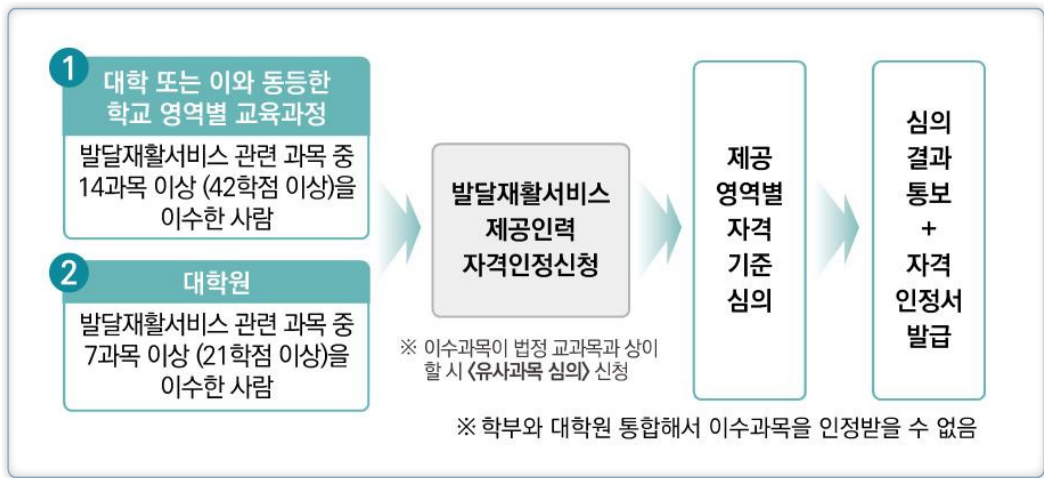 1
대학 또는 이와 동등한
학교 영역별 교육과정
발달재활서비스 관련 과목 중
14과목 이상 (42학점 이상)을
이수한 사람
2
대학원
발달재활서비스 관련 과목 중
7과목 이상 (21학점 이상)을
이수한 사람
발달재활서비스
제공인력
자격인정신청
※ 이수과목이 법정 교과목과 상이
할 시 <유사과목 심의> 신청
제공
영역별
자격
기준
심의
심의
결과
통보
+
자격
인정서
발급
※ 학부와 대학원 통합해서 이수과목을 인정받을 수 없음